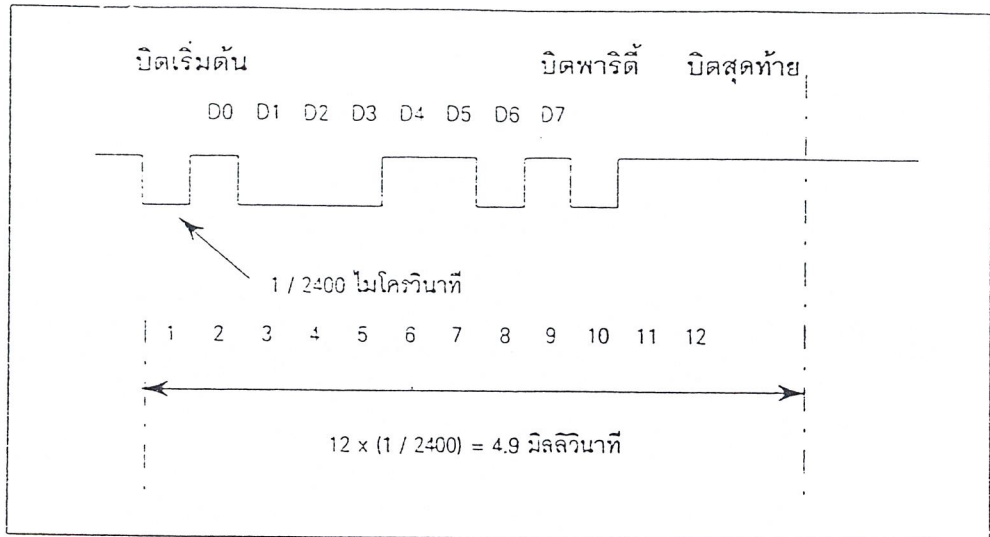 บิตเริ่มต้น บิตพาริตี้ บิตสุดท้าย
D0 D1 D2 D3 D4 D5 D6 D7
1 / 2400 ไมโครวินาที
1 2 3 4 5 6 7 8 9 10 11 12
12 x (1 / 2400) = 4.9 มิลลิวินาที